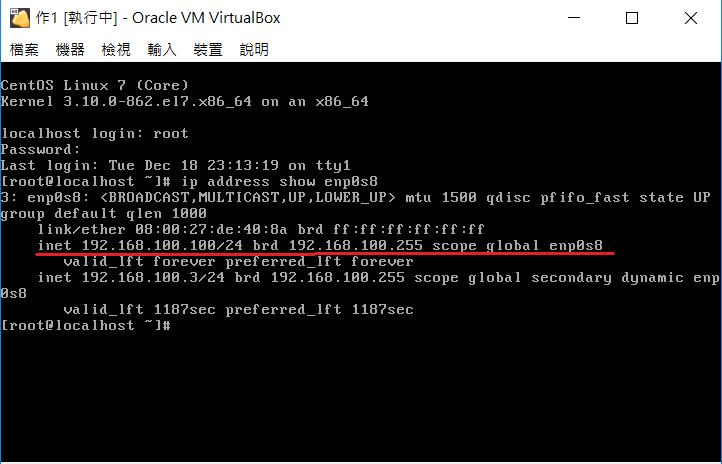 作1 [執行中] - Oracle VM VirtualBox
檔案 機器 檢視 輸入 裝置 說明
CentOS Linux 7 (Core)
Kernel 3.10.0-862.el7.x86_64 on an x86_64
localhost login: root
Password:
Last login: Tue Dec 18 23:13:19 on tty1
[root@localhost ~]# ip address show enp0s8
3: enp0s8: <BROADCAST,MULTICAST,UP,LOWER_UP> mtu 1500 qdisc pfifo_fast state UP
group default qlen 1000
link/ether 08:00:27:de:40:8a brd ff:ff:ff:ff:ff:ff
inet 192.168.100.100/24 brd 192.168.100.255 scope global enp0s8
valid_lft forever preferred_lft forever
inet 192.168.100.3/24 brd 192.168.100.255 scope global secondary dynamic enp
0s8
valid_lft 1187sec preferred_lft 1187sec
[root@localhost ~]#